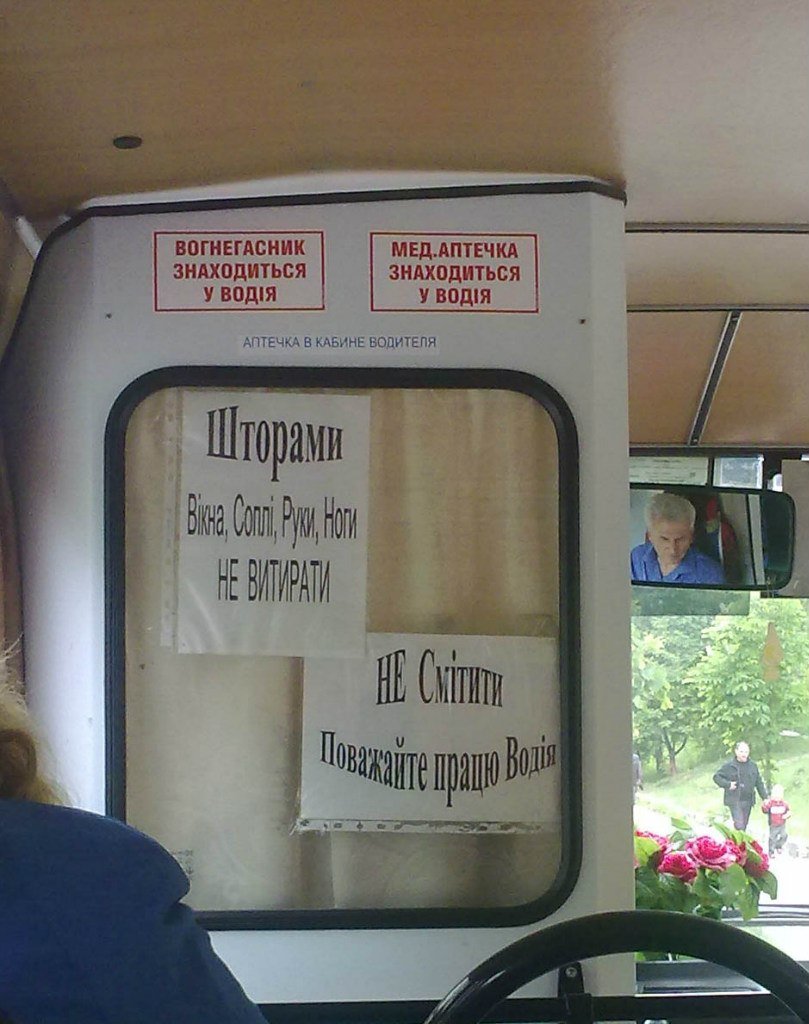 ВОГНЕГАСНИК
ЗНАХОДИТЬСЯ
У ВОДІЯ
МЕД.АПТЕЧКА
ЗНАХОДИТЬСЯ
У ВОДІЯ
АПТЕЧКА В КАБИНЕ ВОДИТЕЛЯ
Шторами
Вікна, Соплі, Руки, Ноги
НЕ ВИТИРАТИ
НЕ Смітити
Поважайте працю Водія